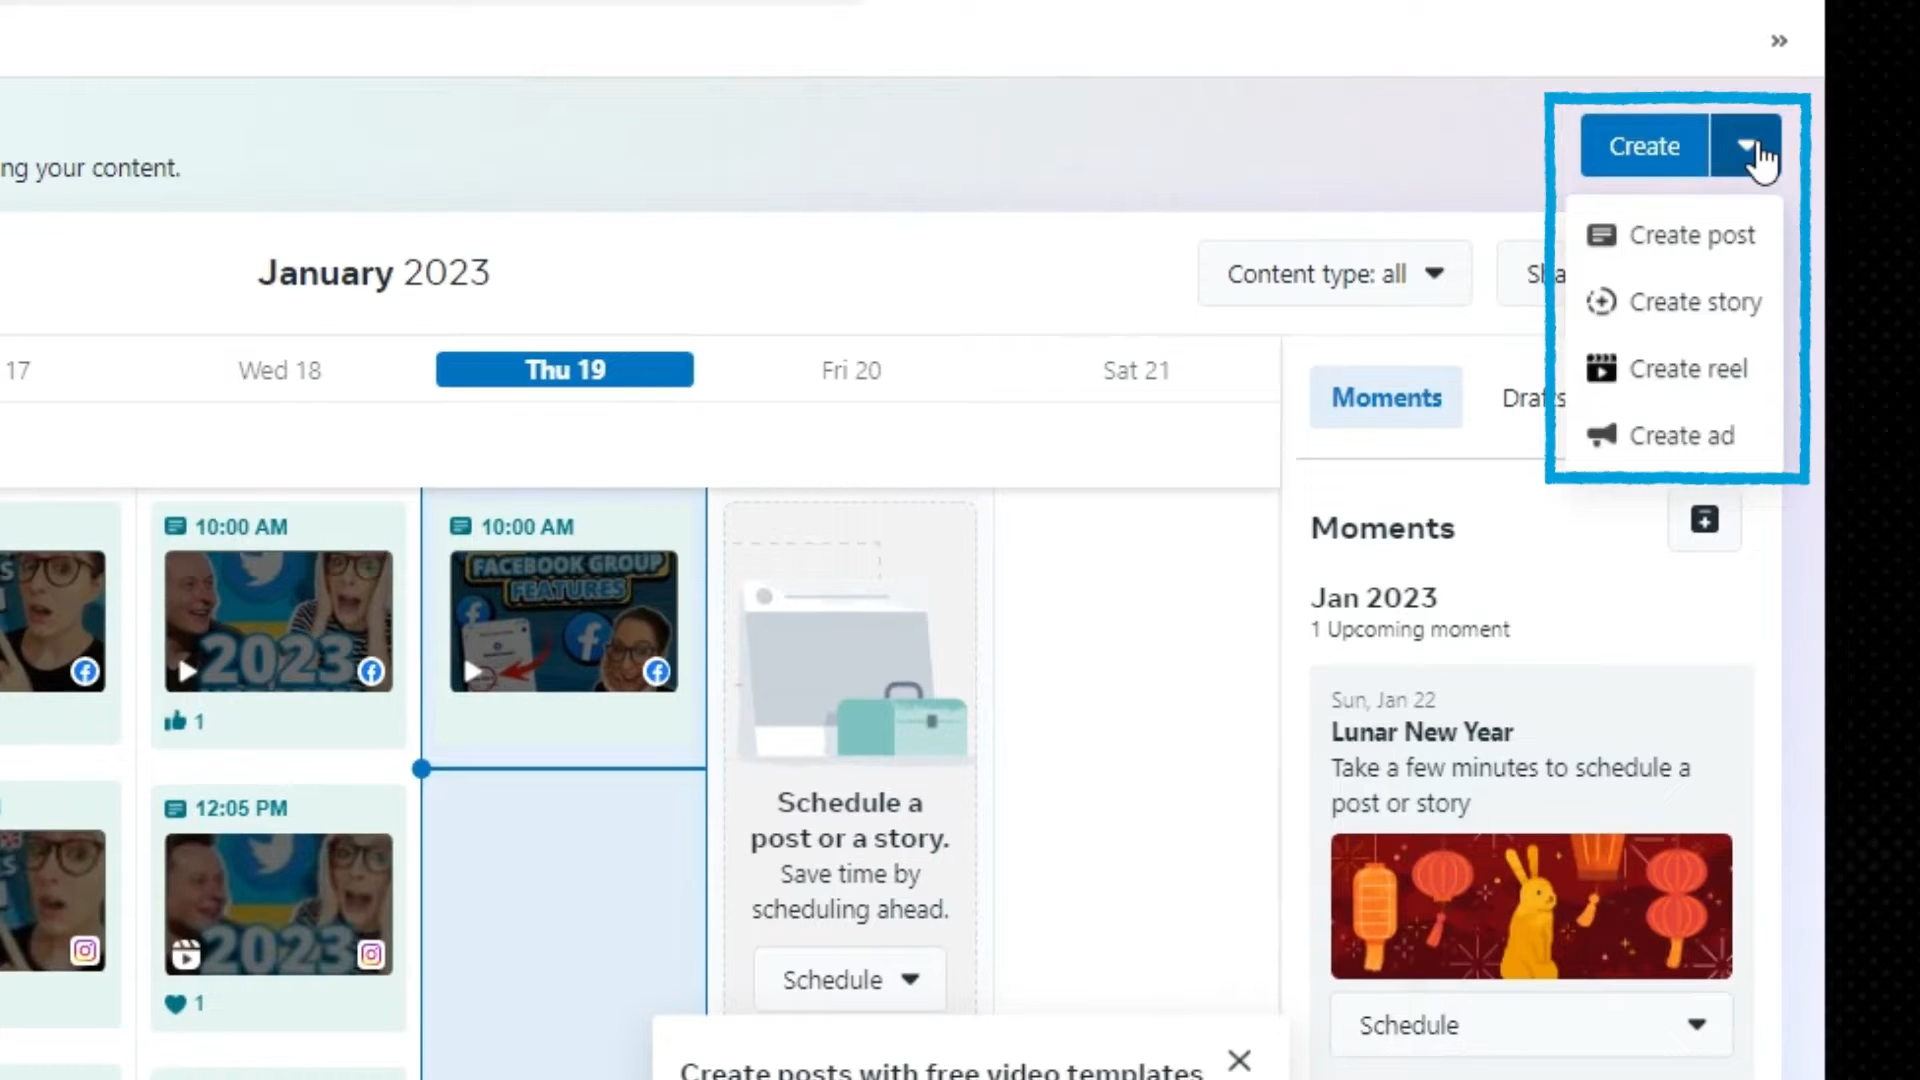 »
ng your content.
Create
Create post
Create story
Create reel
Create ad
January 2023
Content type: all
Sha
17
Wed 18
Thu 19
Fri 20
Sat 21
Moments
Drafts
10:00 AM
2023
1
12:05 PM
2023
1
10:00 AM
FACEBOOK GROUP
FEATURES
Schedule a
post or a story.
Save time by
scheduling ahead.
Schedule
Moments
Jan 2023
1 Upcoming moment
Sun, Jan 22
Lunar New Year
Take a few minutes to schedule a
post or story
Schedule
Create posts with free video templates